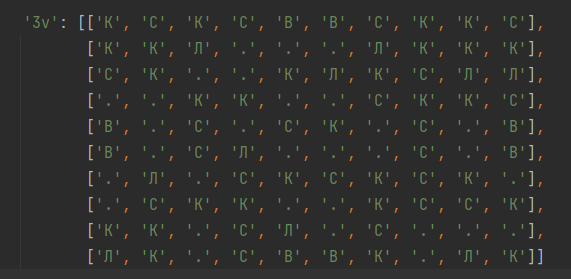 '3v': [['К', 'С', 'К', 'С', 'В', 'В', 'С', 'К', 'К', 'С'],
['К', 'К', 'Л', '.', '.', '.', 'Л', 'К', 'К', 'К'],
['С', 'К', '.', '.', 'К', 'Л', 'К', 'С', 'Л', 'Л'],
['.', '.', 'К', 'К', '.', '.', 'С', 'К', 'К', 'С'],
['В', '.', 'С', '.', 'С', 'К', '.', 'С', '.', 'В'],
['В', '.', 'С', 'Л', '.', '.', '.', 'С', '.', 'В'],
['.', 'Л', '.', 'С', 'К', 'С', 'К', 'С', 'К', '.'],
['.', 'С', 'К', 'К', '.', '.', 'К', 'С', 'С', 'К'],
['К', 'К', '.', 'С', 'Л', '.', 'С', '.', '.', '.'],
['Л', 'К', '.', 'С', 'В', 'В', 'К', '.', 'Л', 'К']]